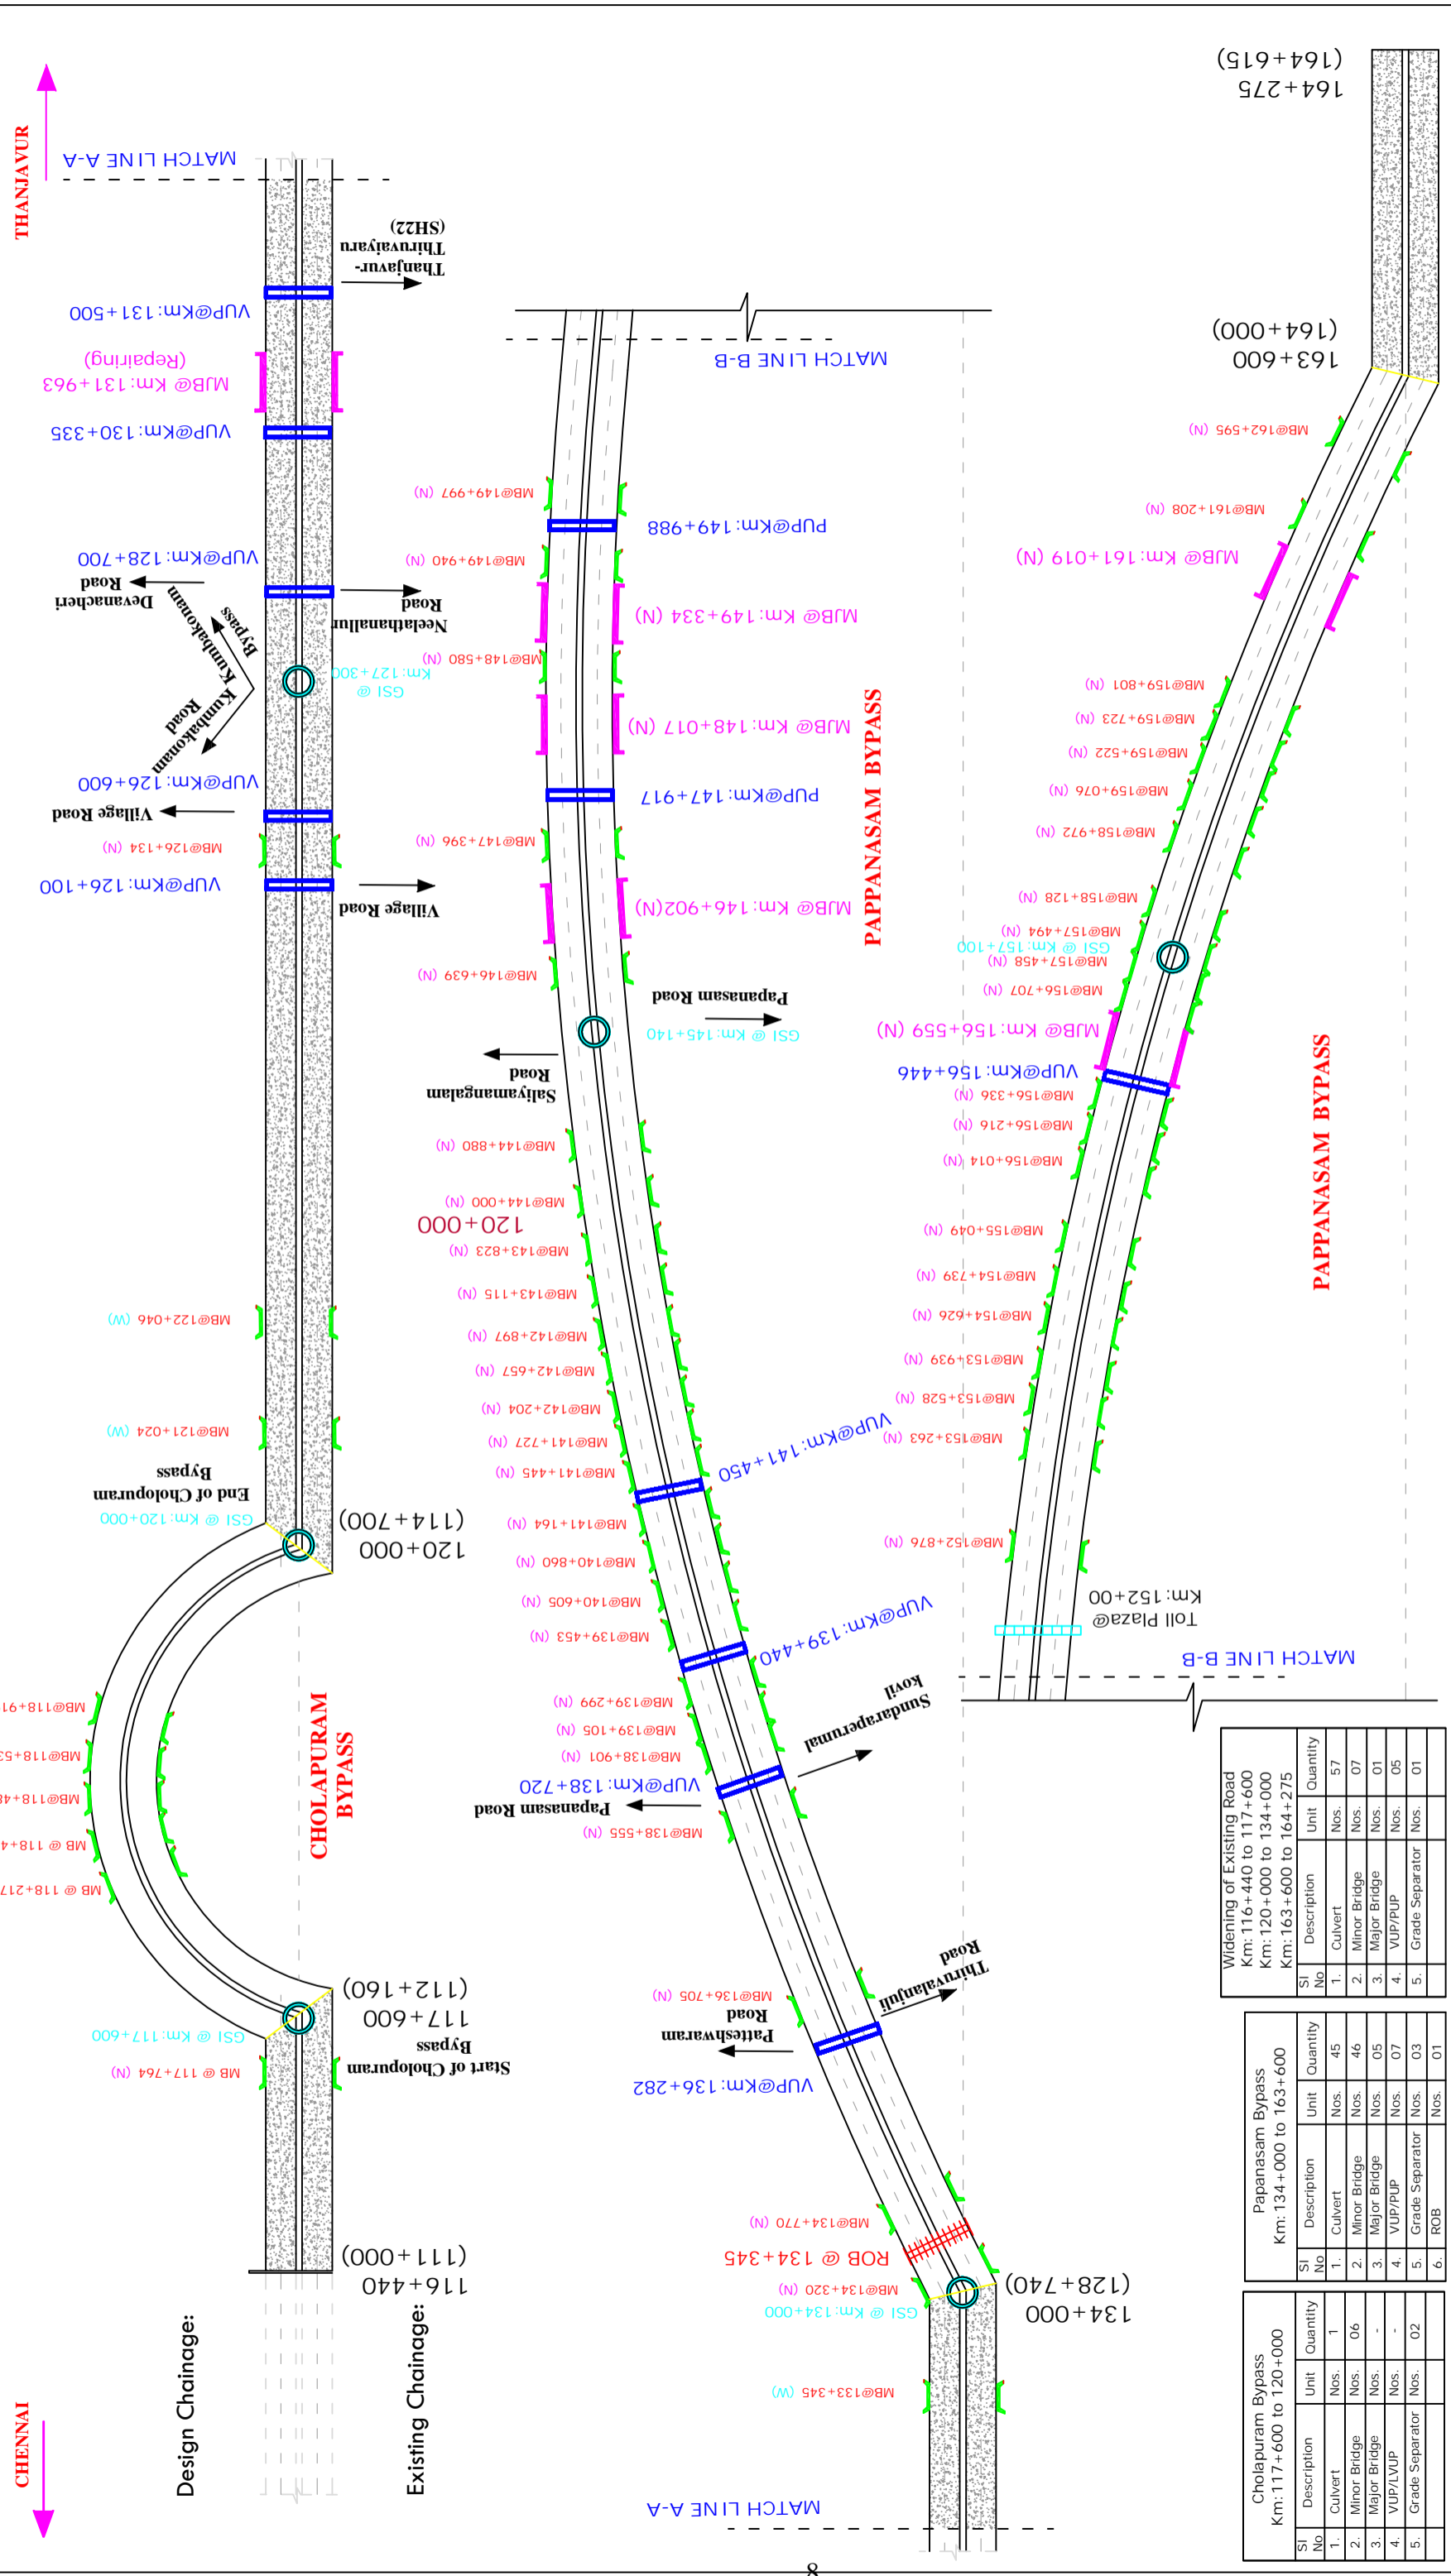 THANJAVUR
CHENNAI
MATCH LINE A-A
Thanjavur-
Thiruvaiyaru
(SH22)
VUP@Km:131+500
MJB@ Km:131+963
(Repairing)
VUP@Km:130+335
VUP@Km:128+700
Devanacheri
Road
Neelathanallur
Road
Kumbakonam
Bypass
GSI @
Km:127+300
Kumbakonam
Road
VUP@Km:126+600
Village Road
MB@126+134 (N)
VUP@Km:126+100
Village Road
MB@122+046 (W)
MB@121+024 (W)
End of Cholopuram
Bypass
GSI @ Km:120+000
120+000
(114+700)
CHOLAPURAM
BYPASS
MB@118+91
MB@118+53
MB@118+48
MB @ 118+4
MB @ 118+217
117+600
(112+160)
GSI @ Km:117+600
Start of Cholopuram
Bypass
MB @ 117+764 (N)
116+440
(111+000)
Design Chainage:
Existing Chainage:
MATCH LINE B-B
MB@149+997 (N)
PUP@Km:149+988
MB@149+940 (N)
MJB@ Km:149+334 (N)
MB@148+580 (N)
MJB@ Km:148+017 (N)
PUP@Km:147+917
MB@147+396 (N)
MJB@ Km:146+902(N)
PAPPANASAM BYPASS
MB@146+639 (N)
Papanasam Road
GSI @ Km:145+140
Saliyamangalam
Road
MB@144+880 (N)
MB@144+000 (N)
120+000
MB@143+823 (N)
MB@143+115 (N)
MB@142+897 (N)
MB@142+657 (N)
MB@142+204 (N)
MB@141+727 (N)
MB@141+445 (N)
VUP@Km:141+450
MB@141+164 (N)
MB@140+860 (N)
MB@140+605 (N)
MB@139+453 (N)
VUP@Km:139+440
MB@139+299 (N)
MB@139+105 (N)
MB@138+901 (N)
Sundaraperumal
kovil
VUP@Km:138+720
Papanasam Road
MB@138+555 (N)
MB@136+705 (N)
Thiruvalanjuli
Road
Patteshwaram
Road
VUP@Km:136+282
MB@134+770 (N)
ROB @ 134+345
MB@134+320 (N)
GSI @ Km:134+000
134+000
(128+740)
MB@133+345 (W)
MATCH LINE A-A
164+275
(164+615)
163+600
(164+000)
MB@162+595 (N)
MB@161+208 (N)
MJB@ Km:161+019 (N)
MB@159+801 (N)
MB@159+723 (N)
MB@159+522 (N)
MB@159+076 (N)
MB@158+972 (N)
MB@158+128 (N)
MB@157+494 (N)
GSI @ Km:157+100
MB@157+458 (N)
MB@156+707 (N)
MJB@ Km:156+559 (N)
VUP@Km:156+446
MB@156+336 (N)
MB@156+216 (N)
MB@156+014 (N)
PAPPANASAM BYPASS
MB@155+049 (N)
MB@154+739 (N)
MB@154+626 (N)
MB@153+939 (N)
MB@153+528 (N)
MB@153+263 (N)
MB@152+876 (N)
Toll Plaza@
Km:152+00
MATCH LINE B-B
Cholapuram Bypass
Km:117+600 to 120+000
SI No Description Unit Quantity
1. Culvert Nos. 1
2. Minor Bridge Nos. 06
3. Major Bridge Nos. -
4. VUP/LVUP Nos. -
5. Grade Separator Nos. 02
Papanasam Bypass
Km: 134+000 to 163+600
SI No Description Unit Quantity
1. Culvert Nos. 45
2. Minor Bridge Nos. 46
3. Major Bridge Nos. 05
4. VUP/PUP Nos. 07
5. Grade Separator Nos. 03
6. ROB Nos. 01
Widening of Existing Road
Km: 116+440 to 117+600
Km: 120+000 to 134+000
Km: 163+600 to 164+275
SI No Description Unit Quantity
1. Culvert Nos. 57
2. Minor Bridge Nos. 07
3. Major Bridge Nos. 01
4. VUP/PUP Nos. 05
5. Grade Separator Nos. 01
8